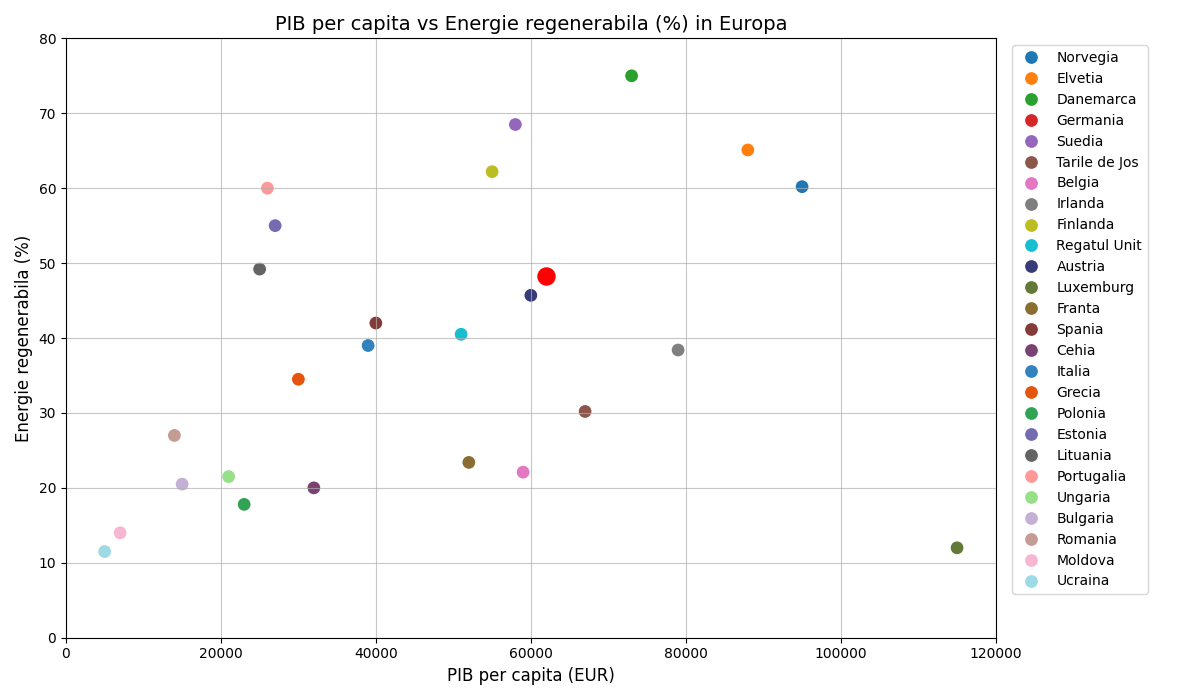 PIB per capita vs Energie regenerabila (%) in Europa
Energie regenerabila (%)
80
70
60
50
40
30
20
10
0
0 20000 40000 60000 80000 100000 120000
PIB per capita (EUR)
Norvegia
Elvetia
Danemarca
Germania
Suedia
Tarile de Jos
Belgia
Irlanda
Finlanda
Regatul Unit
Austria
Luxemburg
Franta
Spania
Cehia
Italia
Grecia
Polonia
Estonia
Lituania
Portugalia
Ungaria
Bulgaria
Romania
Moldova
Ucraina